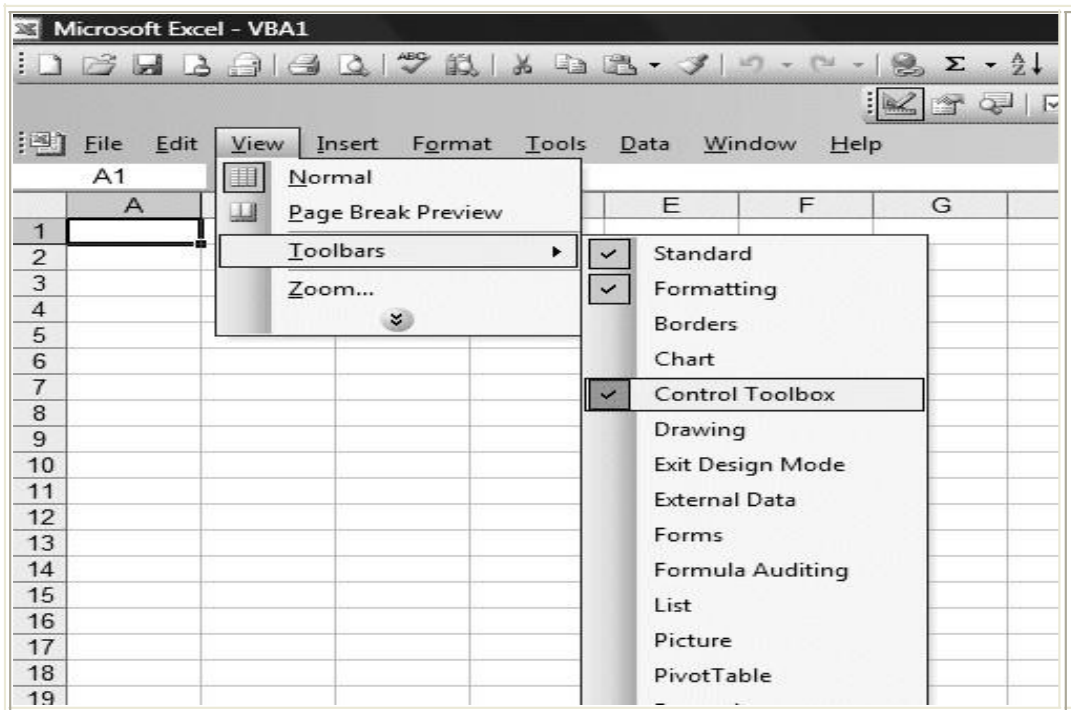 Microsoft Excel - VBA1
ABC Σ A Z
File Edit View Insert Format Tools Data Window Help
A1
Normal
Page Break Preview
Toolbars
Zoom...
A E F G
1
2
3
4
5
6
7
8
9
10
11
12
13
14
15
16
17
18
19
Standard
Formatting
Borders
Chart
Control Toolbox
Drawing
Exit Design Mode
External Data
Forms
Formula Auditing
List
Picture
PivotTable